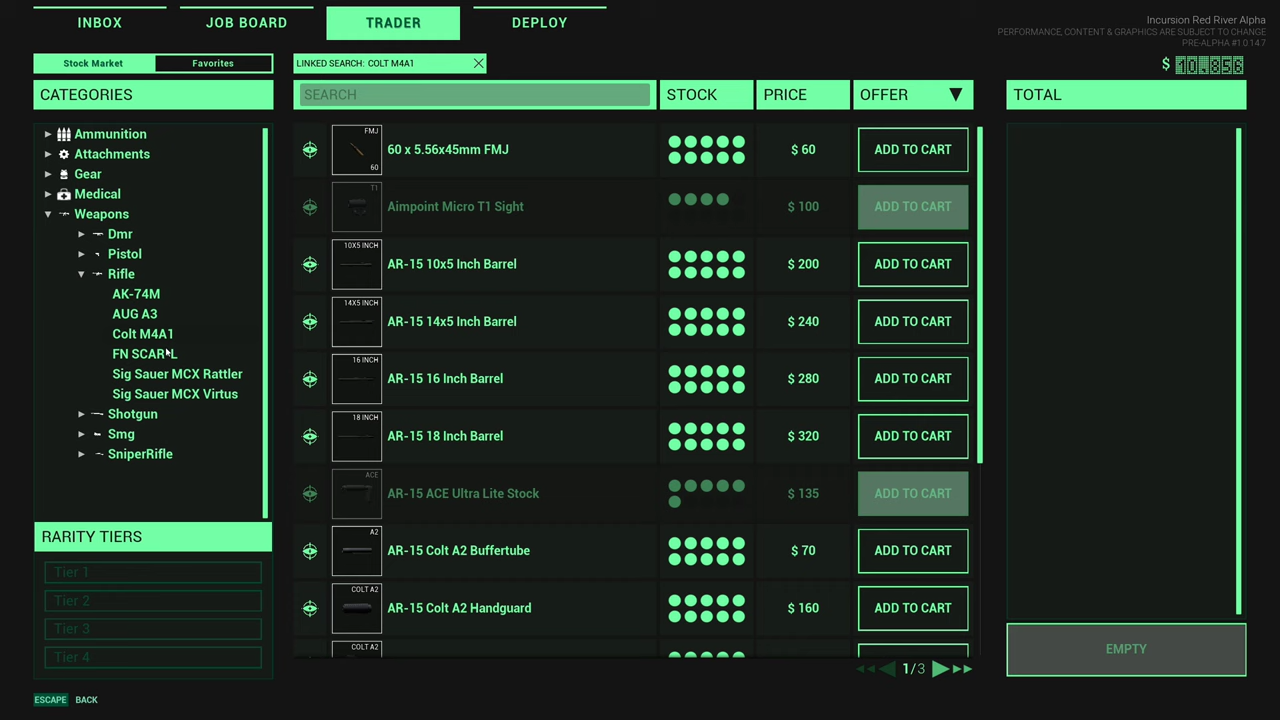 INBOX
JOB BOARD
TRADER
DEPLOY
Incursion Red River Alpha
PERFORMANCE, CONTENT & GRAPHICS ARE SUBJECT TO CHANGE
PRE-ALPHA #1.0.14.7
Stock Market
Favorites
LINKED SEARCH: COLT M4A1
$ 10,856
CATEGORIES
SEARCH
STOCK
PRICE
OFFER
TOTAL
Ammunition
Attachments
Gear
Medical
Weapons
Dmr
Pistol
Rifle
AK-74M
AUG A3
Colt M4A1
FN SCAR-L
Sig Sauer MCX Rattler
Sig Sauer MCX Virtus
Shotgun
Smg
SniperRifle
RARITY TIERS
Tier 1
Tier 2
Tier 3
Tier 4
FMJ
60
60 x 5.56x45mm FMJ
$ 60
ADD TO CART
T1
Aimpoint Micro T1 Sight
$ 100
ADD TO CART
10X5 INCH
AR-15 10x5 Inch Barrel
$ 200
ADD TO CART
14X5 INCH
AR-15 14x5 Inch Barrel
$ 240
ADD TO CART
16 INCH
AR-15 16 Inch Barrel
$ 280
ADD TO CART
18 INCH
AR-15 18 Inch Barrel
$ 320
ADD TO CART
ACE
AR-15 ACE Ultra Lite Stock
$ 135
ADD TO CART
A2
AR-15 Colt A2 Buffertube
$ 70
ADD TO CART
COLT A2
AR-15 Colt A2 Handguard
$ 160
ADD TO CART
COLT A2
1/3
EMPTY
ESCAPE BACK